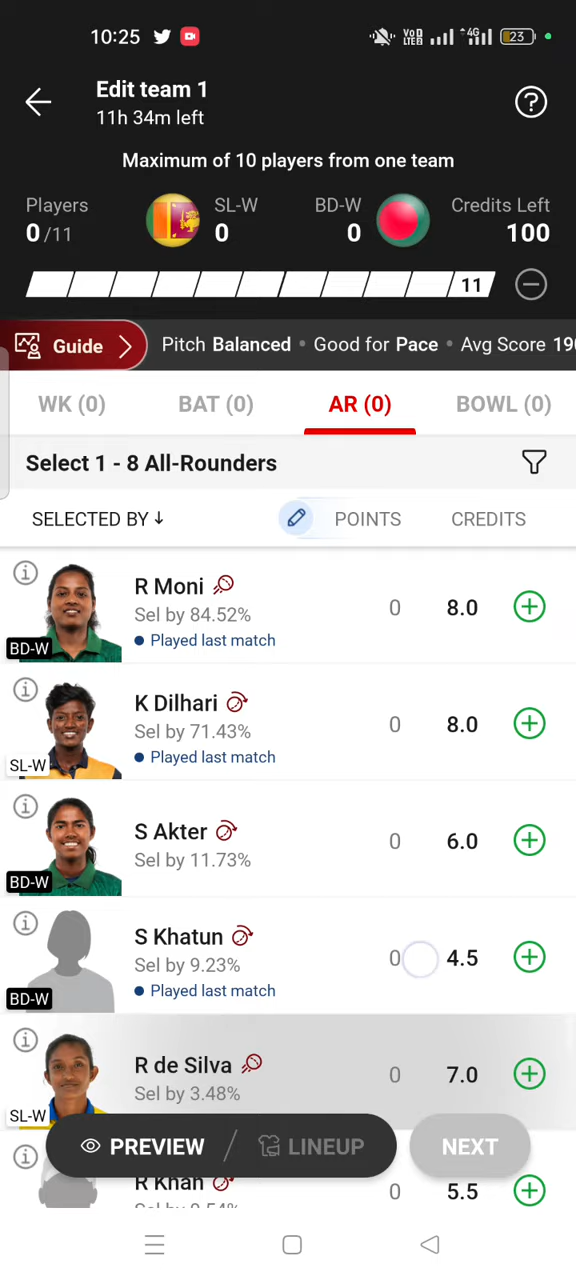 10:25
VoD LTE 4G 23
Edit team 1
11h 34m left
?
Maximum of 10 players from one team
Players SL-W BD-W Credits Left
0/11 0 0 100
11
Guide Pitch Balanced • Good for Pace • Avg Score 190
WK (0) BAT (0) AR (0) BOWL (0)
Select 1 - 8 All-Rounders
SELECTED BY ↓ POINTS CREDITS
R Moni
Sel by 84.52% 0 8.0
Played last match
BD-W
K Dilhari
Sel by 71.43% 0 8.0
Played last match
SL-W
S Akter
Sel by 11.73% 0 6.0
BD-W
S Khatun
Sel by 9.23% 0 4.5
Played last match
BD-W
R de Silva
Sel by 3.48% 0 7.0
SL-W
PREVIEW / LINEUP NEXT
R Khan 0 5.5